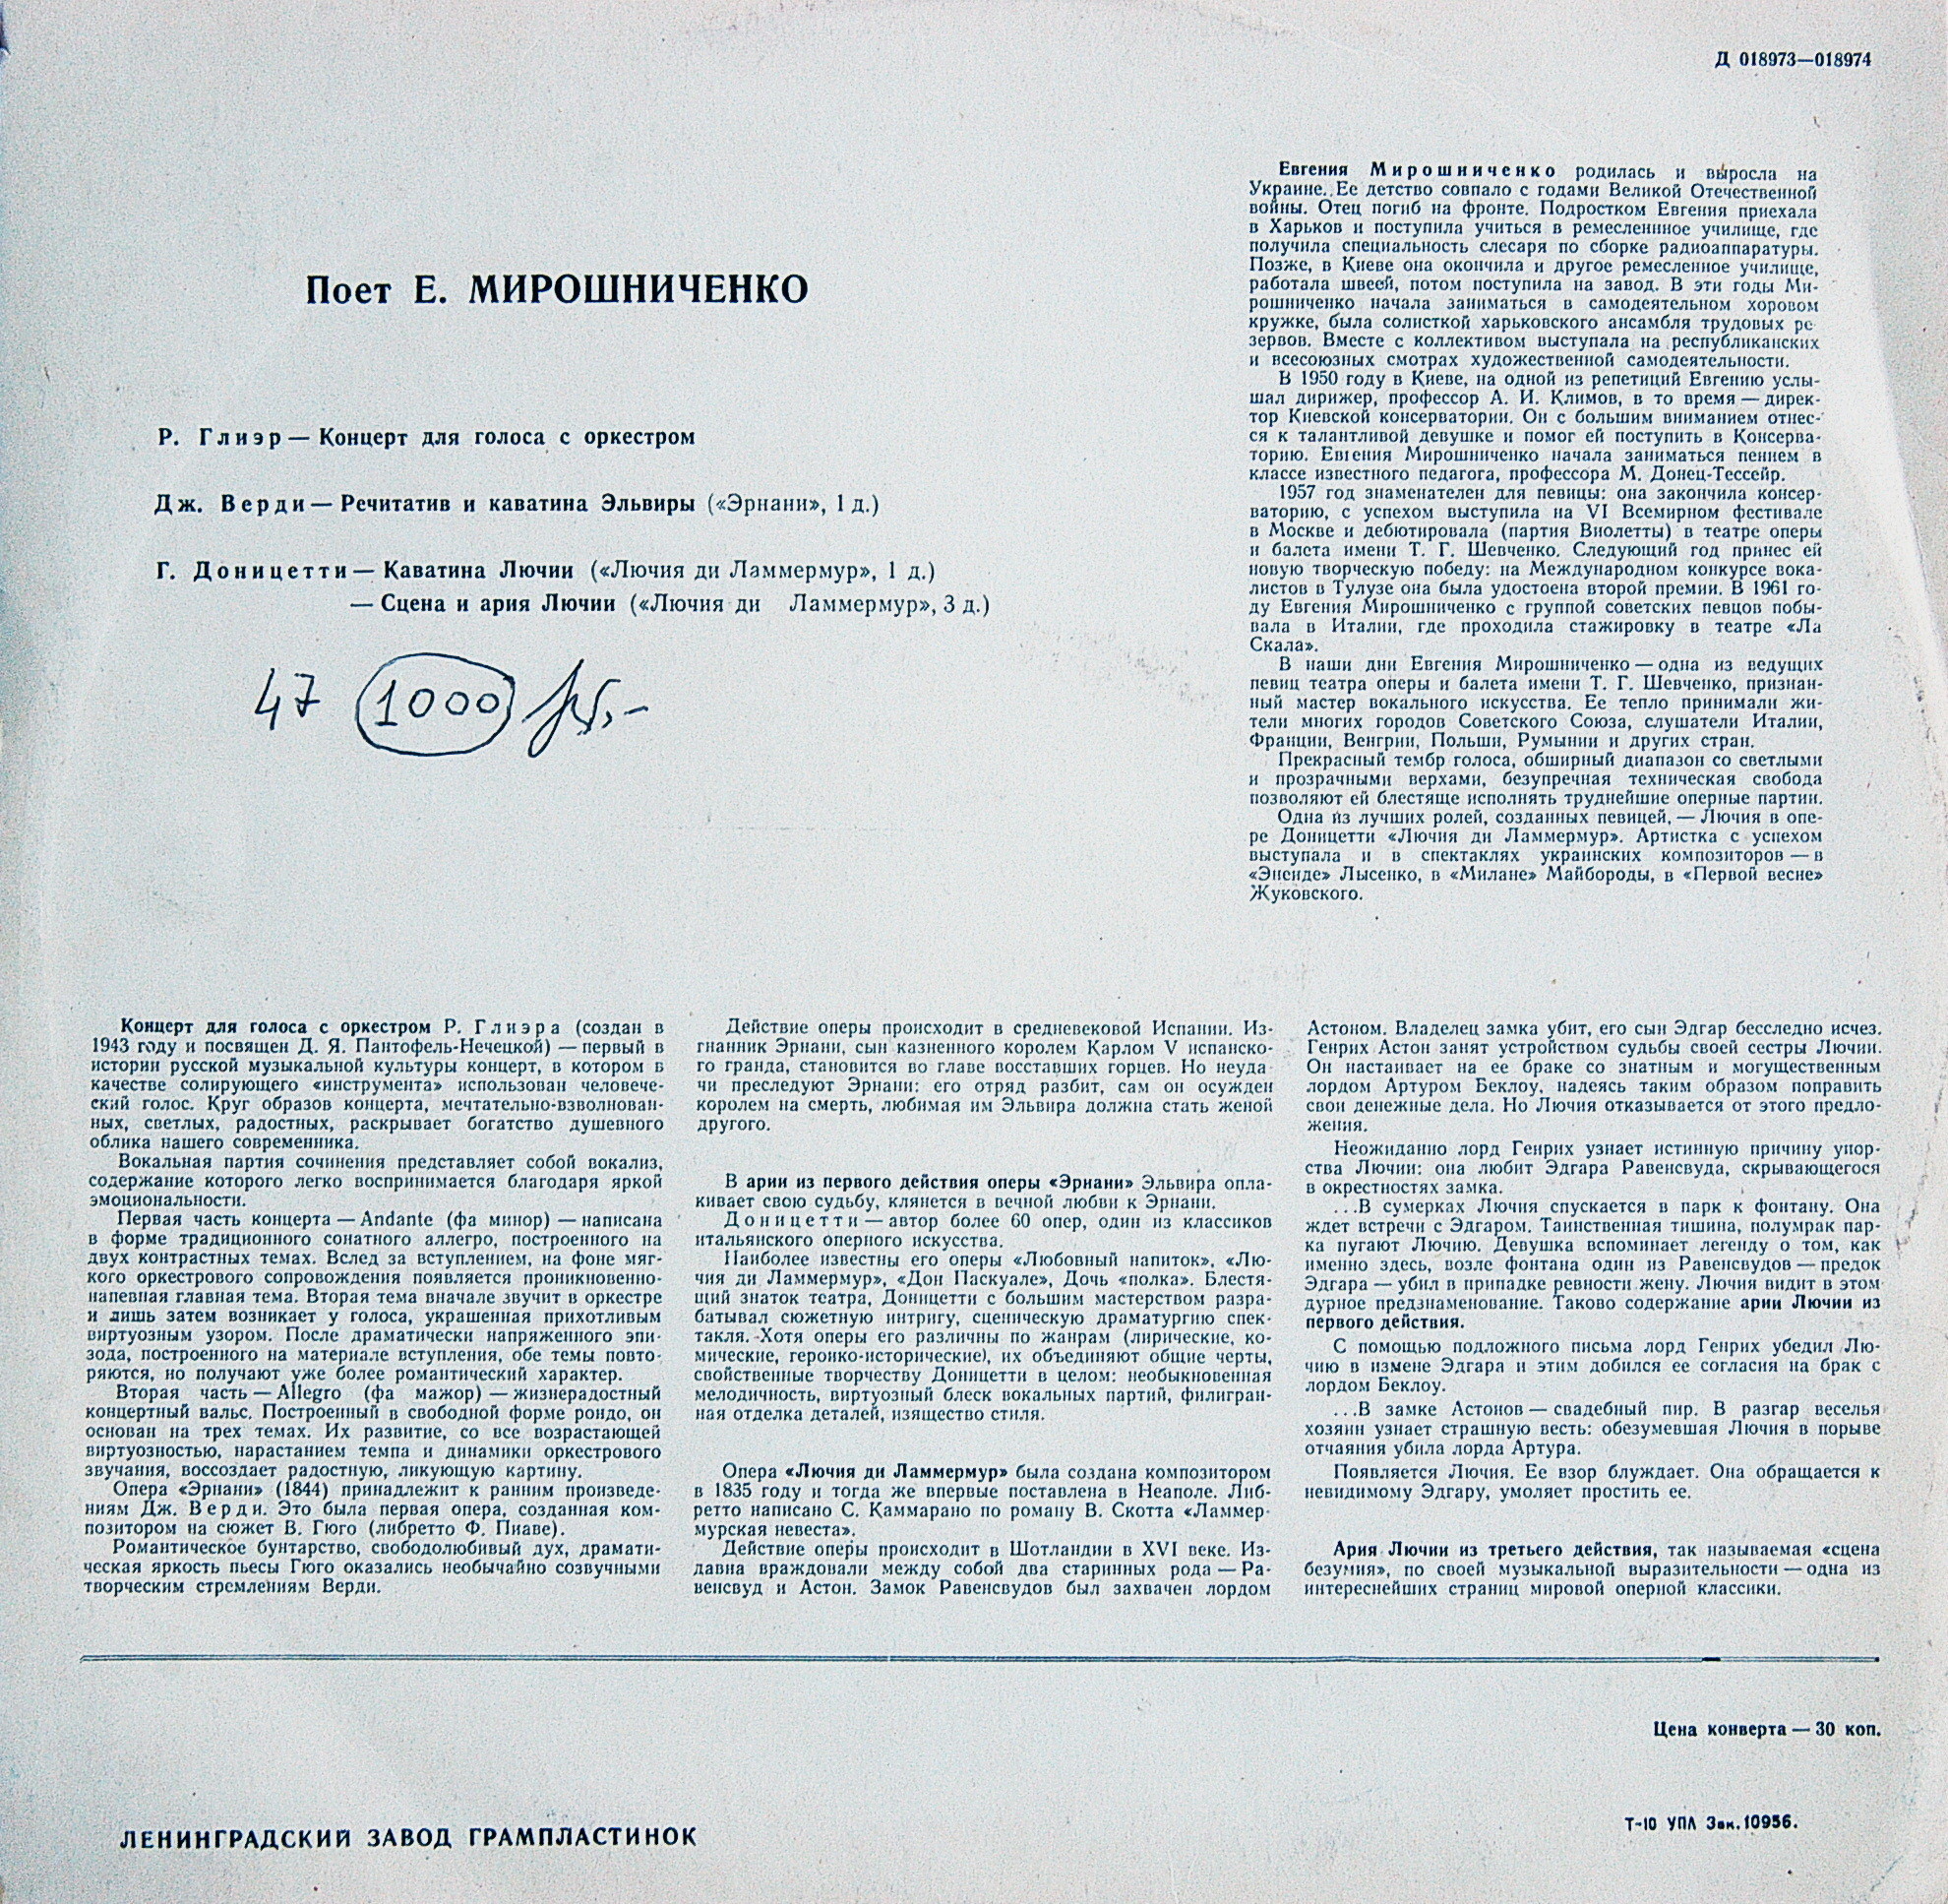 Д 018973—018974
Поет Е. МИРОШНИЧЕНКО
Р. Глиэр — Концерт для голоса с оркестром
Дж. Верди — Речитатив и каватина Эльвиры («Эрнани», 1 д.)
Г. Доницетти — Каватина Лючии («Лючия ди Ламмермур», 1 д.)
— Сцена и ария Лючии («Лючия ди Ламмермур», 3 д.)
47 1000
Евгения Мирошниченко родилась и выросла на
Украине. Ее детство совпало с годами Великой Отечественной
войны. Отец погиб на фронте. Подростком Евгения приехала
в Харьков и поступила учиться в ремесленное училище, где
получила специальность слесаря по сборке радиоаппаратуры.
Позже, в Киеве она окончила и другое ремесленное училище,
работала швеей, потом поступила на завод. В эти годы Ми-
рошниченко начала заниматься в самодеятельном хоровом
кружке, была солисткой харьковского ансамбля трудовых ре
зервов. Вместе с коллективом выступала на республиканских
и всесоюзных смотрах художественной самодеятельности.
В 1950 году в Киеве, на одной из репетиций Евгению услы-
шал дирижер, профессор А. И. Климов, в то время — дирек-
тор Киевской консерватории. Он с большим вниманием отнес-
ся к талантливой девушке и помог ей поступить в Консерва-
торию. Евгения Мирошниченко начала заниматься пением в
классе известного педагога, профессора М. Донец-Тессейр.
1957 год знаменателен для певицы: она закончила консер-
ваторию, с успехом выступила на VI Всемирном фестивале
в Москве и дебютировала (партия Виолетты) в театре оперы
и балета имени Т. Г. Шевченко. Следующий год принес ей
новую творческую победу: на Международном конкурсе вока-
листов в Тулузе она была удостоена второй премии. В 1961 го-
ду Евгения Мирошниченко с группой советских певцов побы-
вала в Италии, где проходила стажировку в театре «Ла
Скала».
В наши дни Евгения Мирошниченко — одна из ведущих
певиц театра оперы и балета имени Т. Г. Шевченко, признан-
ный мастер вокального искусства. Ее тепло принимали жи-
тели многих городов Советского Союза, слушатели Италии,
Франции, Венгрии, Польши, Румынии и других стран.
Прекрасный тембр голоса, обширный диапазон со светлыми
и прозрачными верхами, безупречная техническая свобода
позволяют ей блестяще исполнять труднейшие оперные партии.
Одна из лучших ролей, созданных певицей, — Лючия в опе-
ре Доницетти «Лючия ди Ламмермур». Артистка с успехом
выступала и в спектаклях украинских композиторов — в
«Энеиде» Лысенко, в «Милане» Майбороды, в «Первой весне»
Жуковского.
Концерт для голоса с оркестром Р. Глиэра (создан в
1943 году и посвящен Д. Я. Пантофель-Нечецкой) — первый в
истории русской музыкальной культуры концерт, в котором в
качестве солирующего «инструмента» использован человече-
ский голос. Круг образов концерта, мечтательно-взволнован-
ных, светлых, радостных, раскрывает богатство душевного
облика нашего современника.
Вокальная партия сочинения представляет собой вокализ,
содержание которого легко воспринимается благодаря яркой
эмоциональности.
Первая часть концерта — Andante (фа минор) — написана
в форме традиционного сонатного аллегро, построенного на
двух контрастных темах. Вслед за вступлением, на фоне мяг-
кого оркестрового сопровождения появляется проникновенно-
напевная главная тема. Вторая тема вначале звучит в оркестре
и лишь затем возникает у голоса, украшенная прихотливым
виртуозным узором. После драматически напряженного эпи-
зода, построенного на материале вступления, обе темы повто-
ряются, но получают уже более романтический характер.
Вторая часть — Allegro (фа мажор) — жизнерадостный
концертный вальс. Построенный в свободной форме рондо, он
основан на трех темах. Их развитие, со все возрастающей
виртуозностью, нарастанием темпа и динамики оркестрового
звучания, воссоздает радостную, ликующую картину.
Опера «Эрнани» (1844) принадлежит к ранним произведе-
ниям Дж. Верди. Это была первая опера, созданная ком-
позитором на сюжет В. Гюго (либретто Ф. Пиаве).
Романтическое бунтарство, свободолюбивый дух, драмати-
ческая яркость пьесы Гюго оказались необычайно созвучными
творческим стремлениям Верди.
Действие оперы происходит в средневековой Испании. Из-
гнанник Эрнани, сын казненного королем Карлом V испанско-
го гранда, становится во главе восставших горцев. Но неуда
чи преследуют Эрнани: его отряд разбит, сам он осужден
королем на смерть, любимая им Эльвира должна стать женой
другого.
В арии из первого действия оперы «Эрнани» Эльвира опла-
кивает свою судьбу, клянется в вечной любви к Эрнани.
Доницетти — автор более 60 опер, один из классиков
итальянского оперного искусства.
Наиболее известны его оперы «Любовный напиток», «Лю-
чия ди Ламмермур», «Дон Паскуале», Дочь «полка». Блестя-
щий знаток театра, Доницетти с большим мастерством разра-
батывал сюжетную интригу, сценическую драматургию спек-
такля. Хотя оперы его различны по жанрам (лирические, ко-
мические, героико-исторические), их объединяют общие черты,
свойственные творчеству Доницетти в целом: необыкновенная
мелодичность, виртуозный блеск вокальных партий, филигран-
ная отделка деталей, изящество стиля.
Опера «Лючия ди Ламмермур» была создана композитором
в 1835 году и тогда же впервые поставлена в Неаполе. Либ-
ретто написано С. Каммарано по роману В. Скотта «Ламмер-
мурская невеста».
Действие оперы происходит в Шотландии в XVI веке. Из-
давна враждовали между собой два старинных рода — Ра-
венсвуд и Астон. Замок Равенсвудов был захвачен лордом
Астоном. Владелец замка убит, его сын Эдгар бесследно исчез.
Генрих Астон занят устройством судьбы своей сестры Лючии.
Он настаивает на ее браке со знатным и могущественным
лордом Артуром Беклоу, надеясь таким образом поправить
свои денежные дела. Но Лючия отказывается от этого предло-
жения.
Неожиданно лорд Генрих узнает истинную причину упор-
ства Лючии: она любит Эдгара Равенсвуда, скрывающегося
в окрестностях замка.
...В сумерках Лючия спускается в парк к фонтану. Она
ждет встречи с Эдгаром. Таинственная тишина, полумрак пар-
ка пугают Лючию. Девушка вспоминает легенду о том, как
именно здесь, возле фонтана один из Равенсвудов — предок
Эдгара — убил в припадке ревности жену. Лючия видит в этом
дурное предзнаменование. Таково содержание арии Лючии из
первого действия.
С помощью подложного письма лорд Генрих убедил Лю-
чию в измене Эдгара и этим добился ее согласия на брак с
лордом Беклоу.
...В замке Астонов — свадебный пир. В разгар веселья
хозяин узнает страшную весть: обезумевшая Лючия в порыве
отчаяния убила лорда Артура.
Появляется Лючия. Ее взор блуждает. Она обращается к
невидимому Эдгару, умоляет простить ее.
Ария Лючии из третьего действия, так называемая «сцена
безумия», по своей музыкальной выразительности — одна из
интереснейших страниц мировой оперной классики.
Цена конверта — 30 коп.
ЛЕНИНГРАДСКИЙ ЗАВОД ГРАМПЛАСТИНОК
Т-10 УПЛ Зак. 10956.